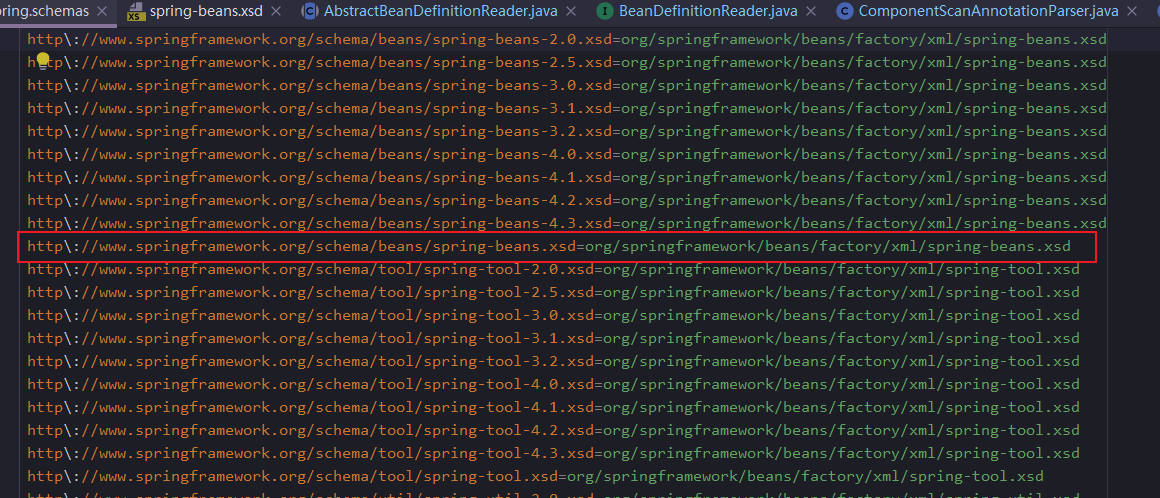 ring.schemas × spring-beans.xsd × AbstractBeanDefinitionReader.java × BeanDefinitionReader.java × ComponentScanAnnotationParser.java ×
http\://www.springframework.org/schema/beans/spring-beans-2.0.xsd=org/springframework/beans/factory/xml/spring-beans.xsd
http\://www.springframework.org/schema/beans/spring-beans-2.5.xsd=org/springframework/beans/factory/xml/spring-beans.xsd
http\://www.springframework.org/schema/beans/spring-beans-3.0.xsd=org/springframework/beans/factory/xml/spring-beans.xsd
http\://www.springframework.org/schema/beans/spring-beans-3.1.xsd=org/springframework/beans/factory/xml/spring-beans.xsd
http\://www.springframework.org/schema/beans/spring-beans-3.2.xsd=org/springframework/beans/factory/xml/spring-beans.xsd
http\://www.springframework.org/schema/beans/spring-beans-4.0.xsd=org/springframework/beans/factory/xml/spring-beans.xsd
http\://www.springframework.org/schema/beans/spring-beans-4.1.xsd=org/springframework/beans/factory/xml/spring-beans.xsd
http\://www.springframework.org/schema/beans/spring-beans-4.2.xsd=org/springframework/beans/factory/xml/spring-beans.xsd
http\://www.springframework.org/schema/beans/spring-beans-4.3.xsd=org/springframework/beans/factory/xml/spring-beans.xsd
http\://www.springframework.org/schema/beans/spring-beans.xsd=org/springframework/beans/factory/xml/spring-beans.xsd
http\://www.springframework.org/schema/tool/spring-tool-2.0.xsd=org/springframework/beans/factory/xml/spring-tool.xsd
http\://www.springframework.org/schema/tool/spring-tool-2.5.xsd=org/springframework/beans/factory/xml/spring-tool.xsd
http\://www.springframework.org/schema/tool/spring-tool-3.0.xsd=org/springframework/beans/factory/xml/spring-tool.xsd
http\://www.springframework.org/schema/tool/spring-tool-3.1.xsd=org/springframework/beans/factory/xml/spring-tool.xsd
http\://www.springframework.org/schema/tool/spring-tool-3.2.xsd=org/springframework/beans/factory/xml/spring-tool.xsd
http\://www.springframework.org/schema/tool/spring-tool-4.0.xsd=org/springframework/beans/factory/xml/spring-tool.xsd
http\://www.springframework.org/schema/tool/spring-tool-4.1.xsd=org/springframework/beans/factory/xml/spring-tool.xsd
http\://www.springframework.org/schema/tool/spring-tool-4.2.xsd=org/springframework/beans/factory/xml/spring-tool.xsd
http\://www.springframework.org/schema/tool/spring-tool-4.3.xsd=org/springframework/beans/factory/xml/spring-tool.xsd
http\://www.springframework.org/schema/tool/spring-tool.xsd=org/springframework/beans/factory/xml/spring-tool.xsd